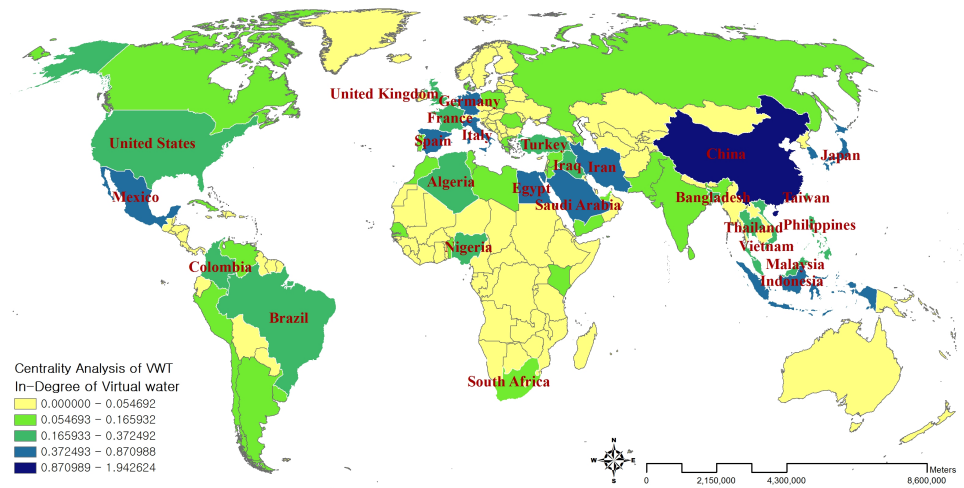 United Kingdom
Germany
France
Spain
Italy
Turkey
Iraq
Iran
China
Japan
United States
Mexico
Algeria
Egypt
Saudi Arabia
Bangladesh
Taiwan
Thailand
Philippines
Vietnam
Nigeria
Malaysia
Indonesia
Colombia
Brazil
South Africa
Centrality Analysis of VWT
In-Degree of Virtual water
0.000000 - 0.054692
0.054693 - 0.165932
0.165933 - 0.372492
0.372493 - 0.870988
0.870989 - 1.942624
N
W E
S
Meters
0 2,150,000 4,300,000 8,600,000